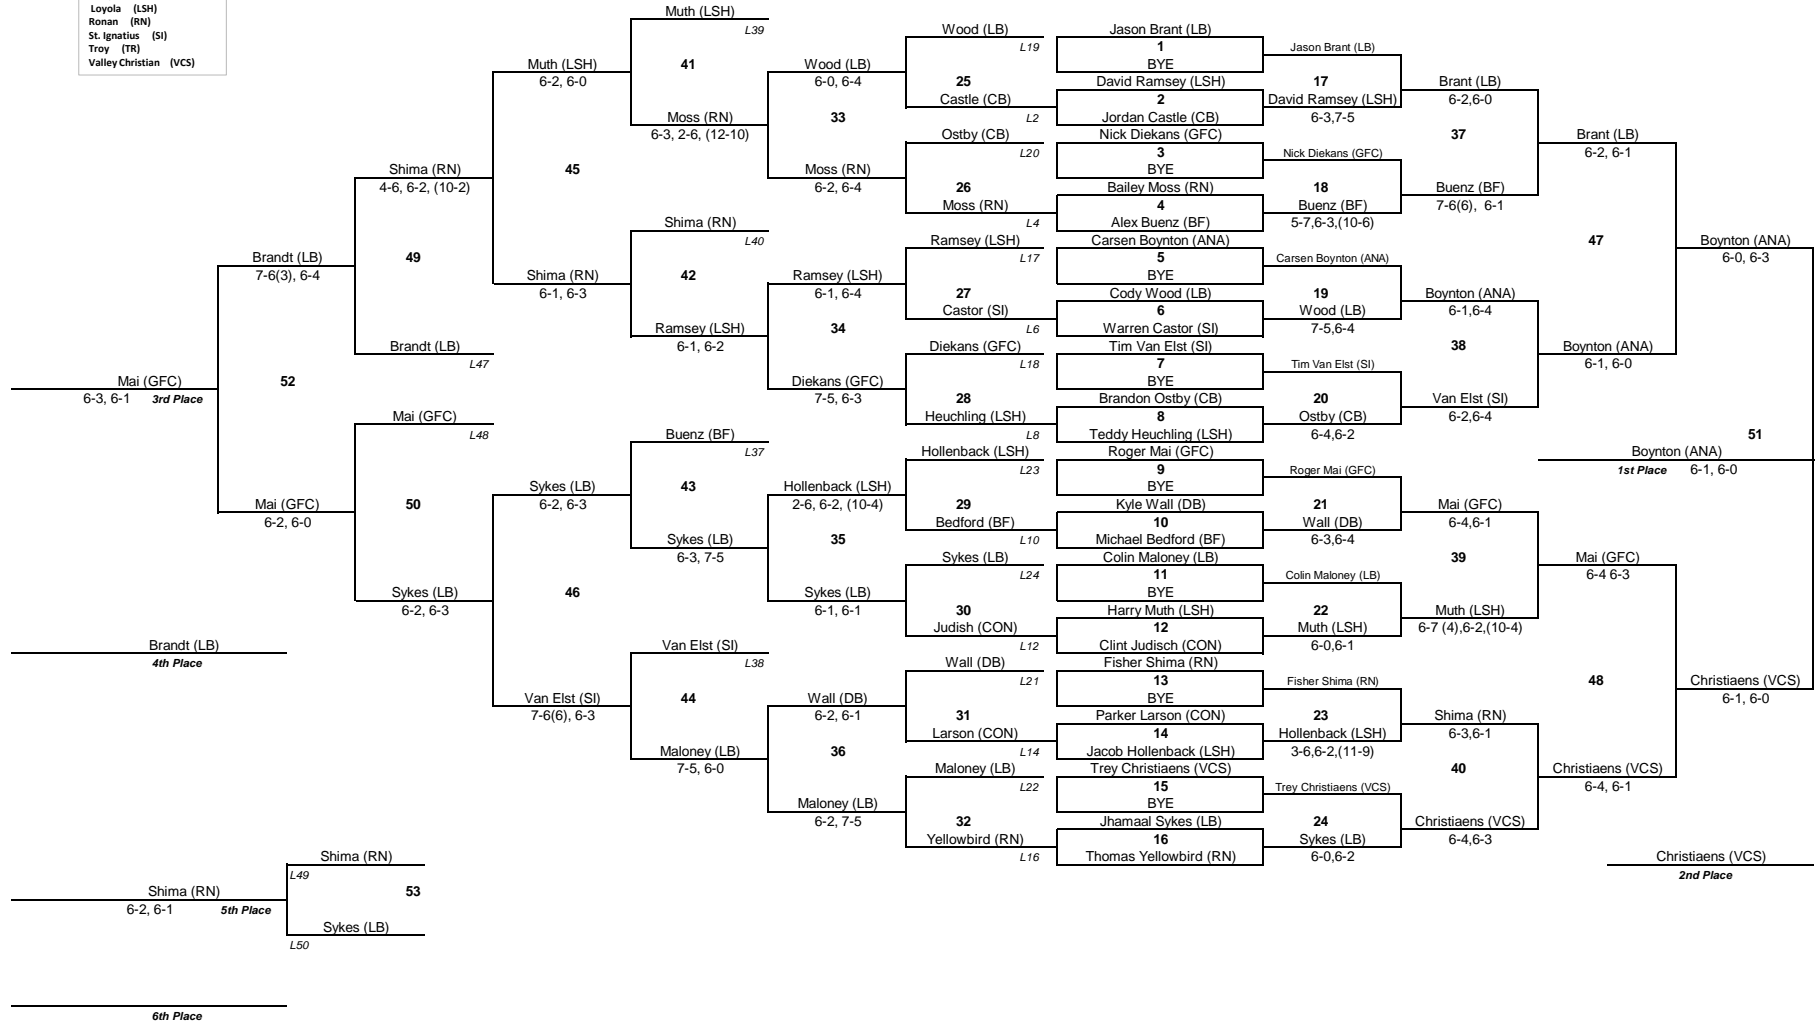 Loyola (LSH)
Ronan (RN)
St. Ignatius (SI)
Troy (TR)
Valley Christian (VCS)
Mai (GFC)
6-3, 6-1 3rd Place
Brandt (LB)
4th Place
Shima (RN)
6-2, 6-1 5th Place
6th Place
Brandt (LB)
7-6(3), 6-4
52
Mai (GFC)
6-2, 6-0
Shima (RN)
L49
53
Sykes (LB)
L50
Shima (RN)
4-6, 6-2, (10-2)
49
Brandt (LB)
L47
Mai (GFC)
L48
50
Sykes (LB)
6-2, 6-3
Muth (LSH)
6-2, 6-0
45
Shima (RN)
6-1, 6-3
Sykes (LB)
6-2, 6-3
46
Van Elst (SI)
7-6(6), 6-3
Muth (LSH)
L39
41
Moss (RN)
6-3, 2-6, (12-10)
Shima (RN)
L40
42
Ramsey (LSH)
6-1, 6-2
Buenz (BF)
L37
43
Sykes (LB)
6-3, 7-5
Van Elst (SI)
L38
44
Maloney (LB)
7-5, 6-0
Wood (LB)
6-0, 6-4
33
Moss (RN)
6-2, 6-4
Ramsey (LSH)
6-1, 6-4
34
Diekans (GFC)
7-5, 6-3
Hollenback (LSH)
2-6, 6-2, (10-4)
35
Sykes (LB)
6-1, 6-1
Wall (DB)
6-2, 6-1
36
Maloney (LB)
6-2, 7-5
Wood (LB)
L19
25
Castle (CB)
L2
Ostby (CB)
L20
26
Moss (RN)
L4
Ramsey (LSH)
L17
27
Castor (SI)
L6
Diekans (GFC)
L18
28
Heuchling (LSH)
L8
Hollenback (LSH)
L23
29
Bedford (BF)
L10
Sykes (LB)
L24
30
Judish (CON)
L12
Wall (DB)
L21
31
Larson (CON)
L14
Maloney (LB)
L22
32
Yellowbird (RN)
L16
Jason Brant (LB)
1
BYE
David Ramsey (LSH)
2
Jordan Castle (CB)
Nick Diekans (GFC)
3
BYE
Bailey Moss (RN)
4
Alex Buenz (BF)
Carsen Boynton (ANA)
5
BYE
Cody Wood (LB)
6
Warren Castor (SI)
Tim Van Elst (SI)
7
BYE
Brandon Ostby (CB)
8
Teddy Heuchling (LSH)
Roger Mai (GFC)
9
BYE
Kyle Wall (DB)
10
Michael Bedford (BF)
Colin Maloney (LB)
11
BYE
Harry Muth (LSH)
12
Clint Judisch (CON)
Fisher Shima (RN)
13
BYE
Parker Larson (CON)
14
Jacob Hollenback (LSH)
Trey Christiaens (VCS)
15
BYE
Jhamaal Sykes (LB)
16
Thomas Yellowbird (RN)
Jason Brant (LB)
17
David Ramsey (LSH)
6-3,7-5
Nick Diekans (GFC)
18
Buenz (BF)
5-7,6-3,(10-6)
Carsen Boynton (ANA)
19
Wood (LB)
7-5,6-4
Tim Van Elst (SI)
20
Ostby (CB)
6-4,6-2
Roger Mai (GFC)
21
Wall (DB)
6-3,6-4
Colin Maloney (LB)
22
Muth (LSH)
6-0,6-1
Fisher Shima (RN)
23
Hollenback (LSH)
3-6,6-2,(11-9)
Trey Christiaens (VCS)
24
Sykes (LB)
6-0,6-2
Brant (LB)
6-2,6-0
37
Buenz (BF)
7-6(6), 6-1
Boynton (ANA)
6-1,6-4
38
Van Elst (SI)
6-2,6-4
Mai (GFC)
6-4,6-1
39
Muth (LSH)
6-7 (4),6-2,(10-4)
Shima (RN)
6-3,6-1
40
Christiaens (VCS)
6-4,6-3
Brant (LB)
6-2, 6-1
47
Boynton (ANA)
6-1, 6-0
Mai (GFC)
6-4 6-3
48
Christiaens (VCS)
6-4, 6-1
Boynton (ANA)
6-0, 6-3
51
Boynton (ANA)
1st Place 6-1, 6-0
Christiaens (VCS)
6-1, 6-0
Christiaens (VCS)
2nd Place